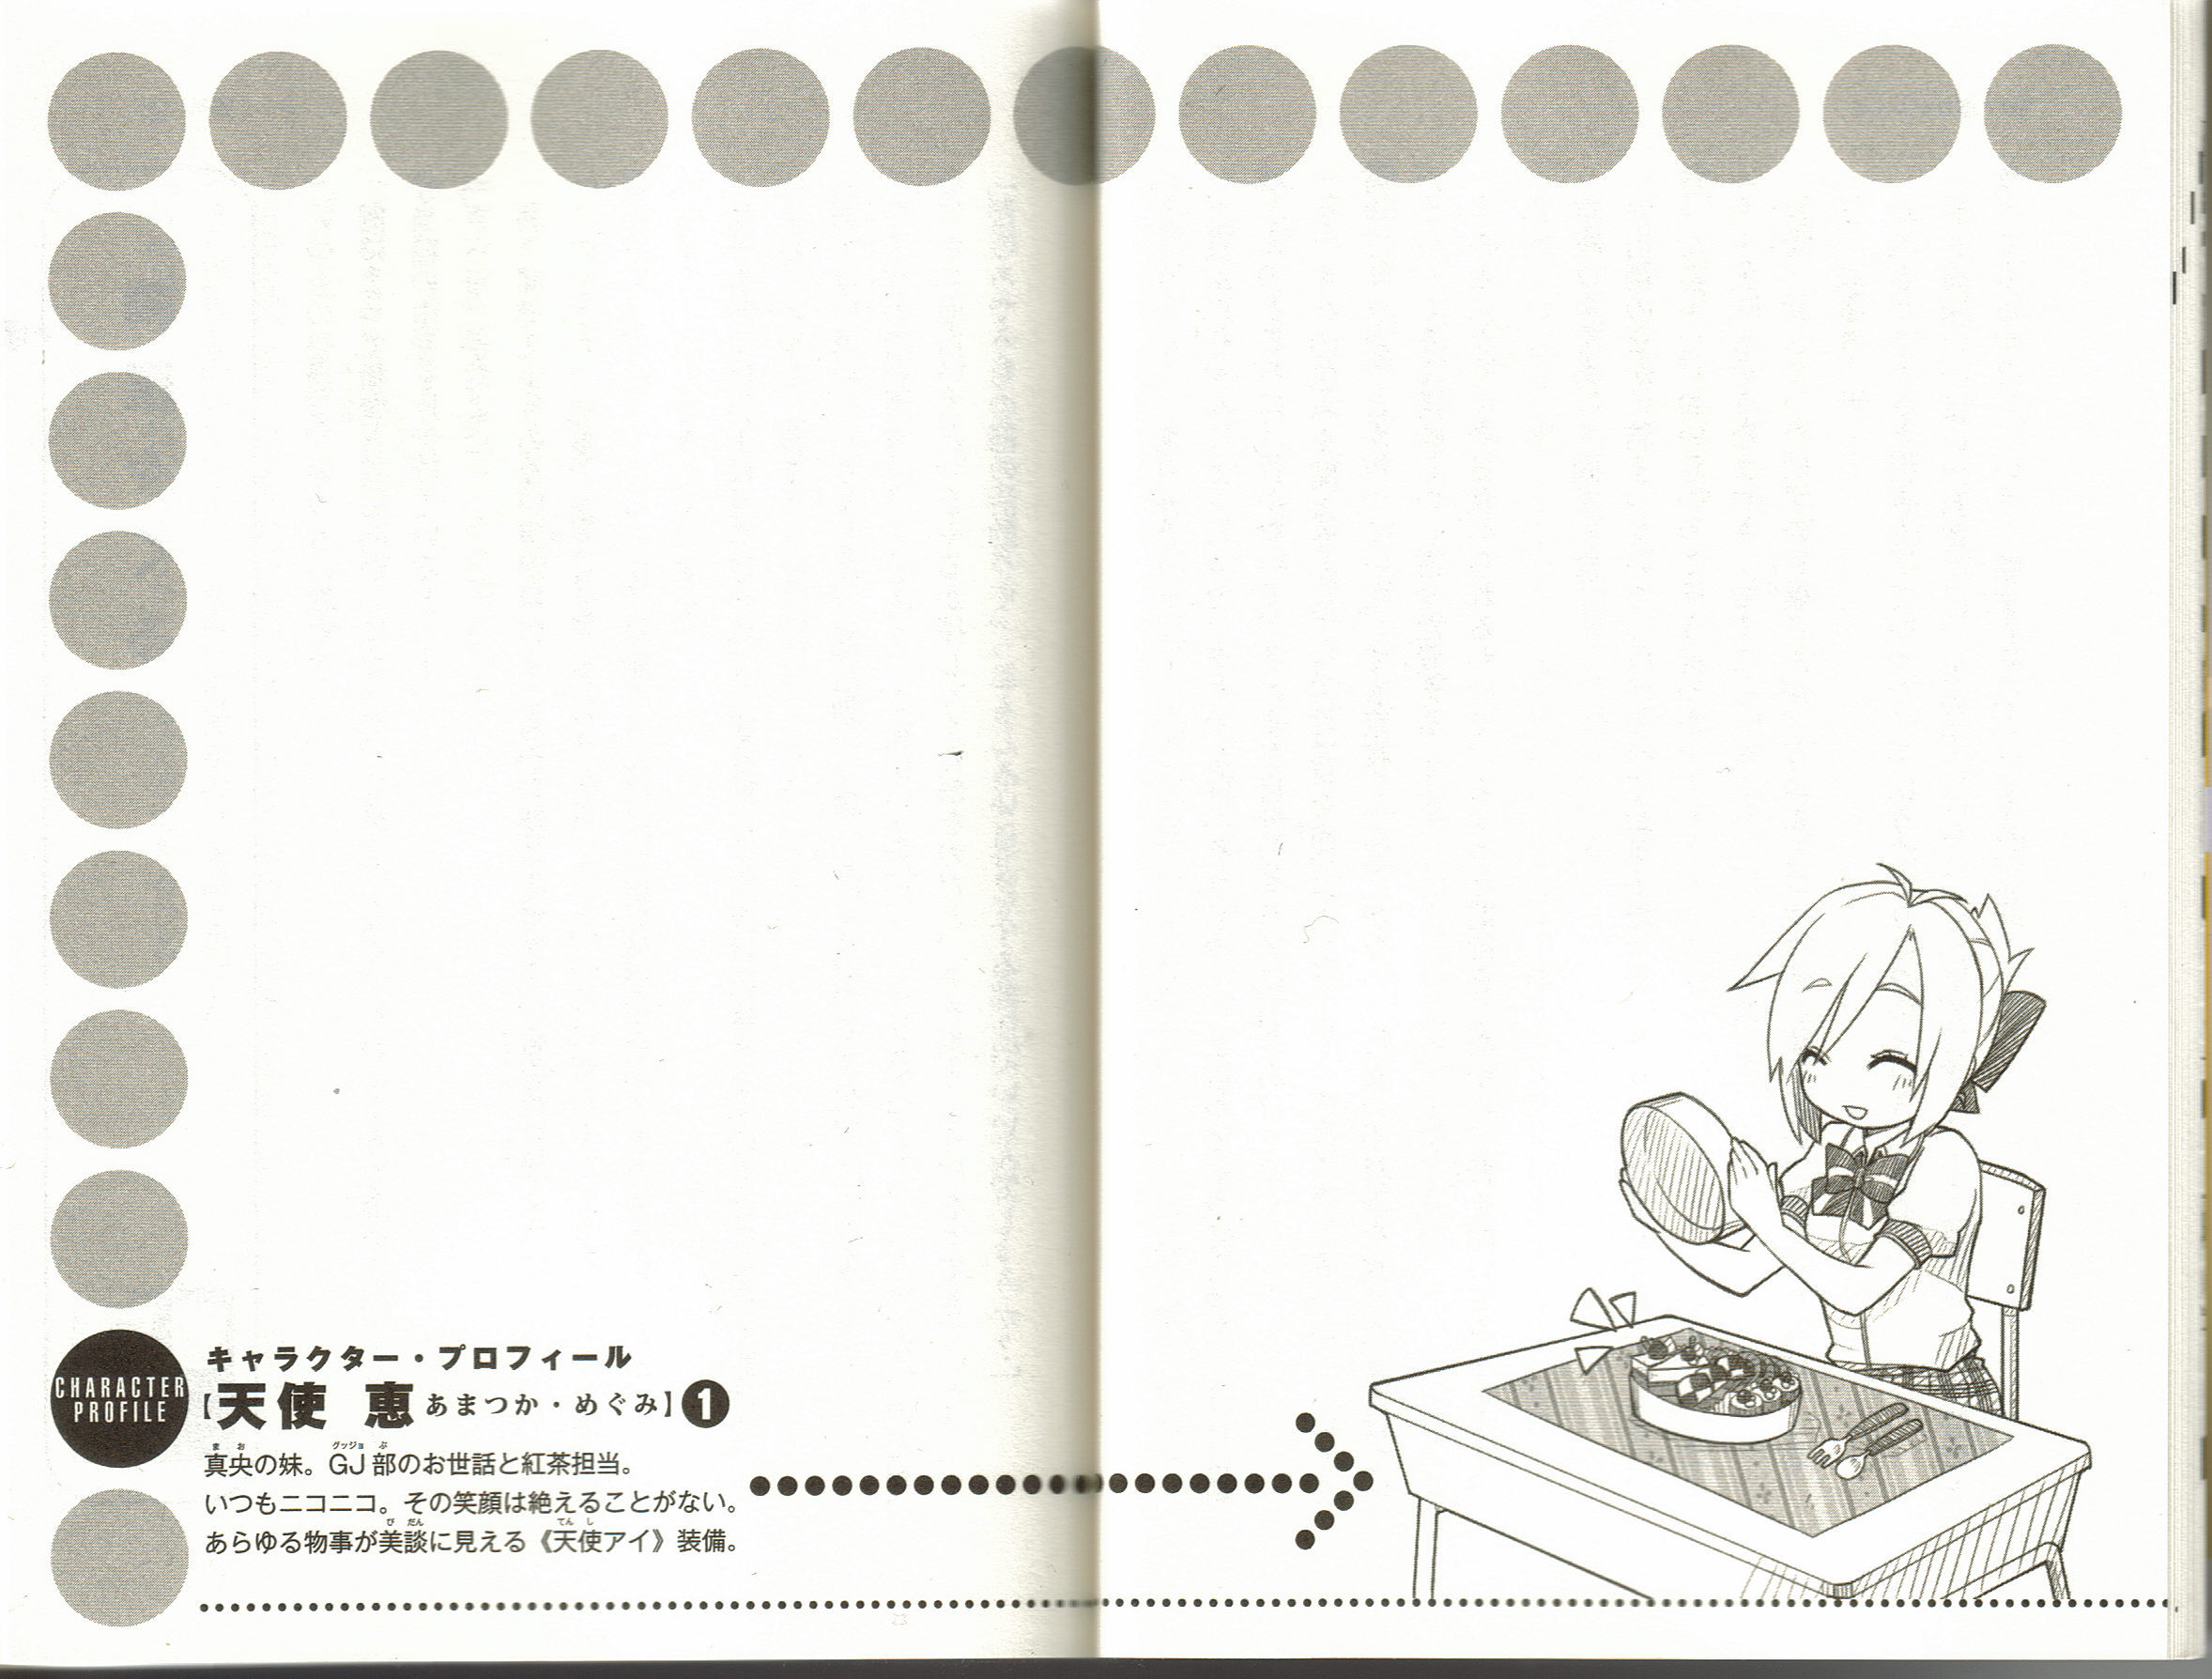 CHARACTER
PROFILE
キャラクター・プロフィール
【天使 恵 あまつか・めぐみ】❶
真央の妹。GJ部のお世話と紅茶担当。
いつもニコニコ。その笑顔は絶えることがない。
あらゆる物事が美談に見える《天使アイ》装備。